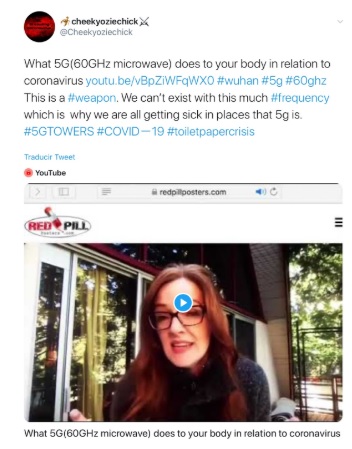 cheekyoziechick
@Cheekyoziechick
What 5G(60GHz microwave) does to your body in relation to
coronavirus youtu.be/vBpZiWFqWX0 #wuhan #5g #60ghz
This is a #weapon. We can’t exist with this much #frequency
which is why we are all getting sick in places that 5g is.
#5GTOWERS #COVID—19 #toiletpapercrisis
Traducir Tweet
YouTube
redpillposters.com
RED PILL
What 5G(60GHz microwave) does to your body in relation to coronavirus